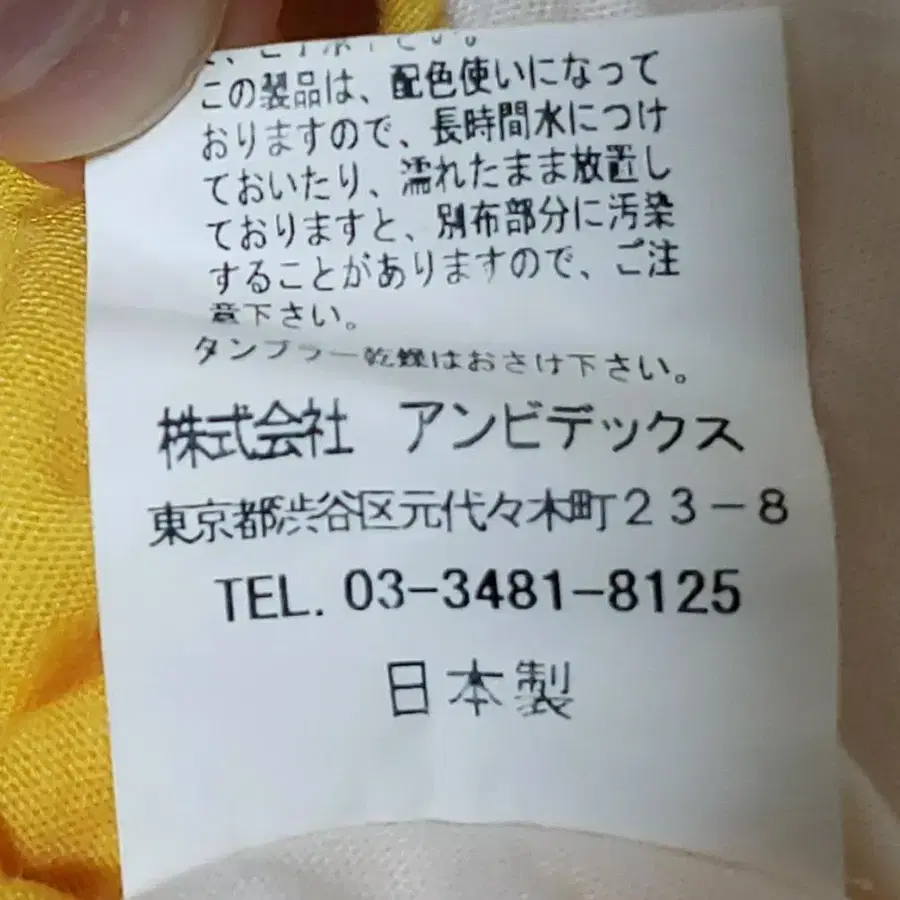 この製品は、配色使いになって
おりますので、長時間水につけ
ておいたり、濡れたまま放置し
ておりますと、別布部分に汚染
することがありますので、ご注
意下さい。
タンブラー乾燥はおさけ下さい。
株式会社 アンビデックス
東京都渋谷区元代々木町23-8
TEL. 03-3481-8125
日本製